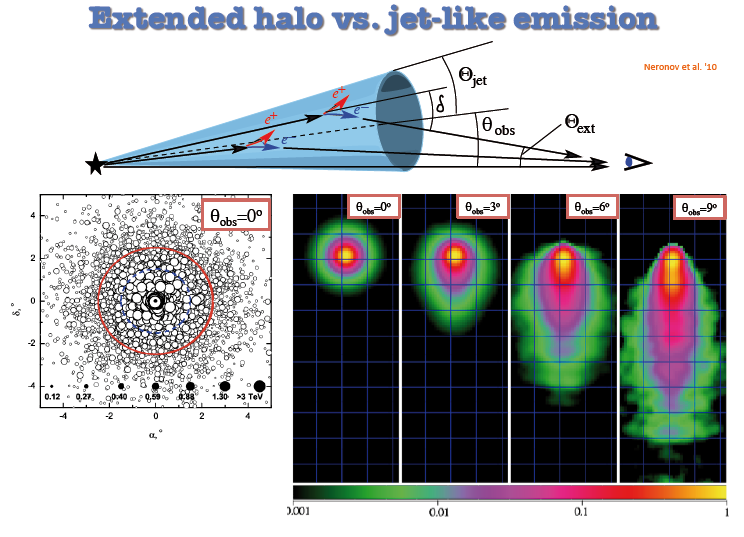 Extended halo vs. jet-like emission
Neronov et al. '10
Θjet
e+
δ
e−
e+
θobs
Θext
e
θobs=0°
θobs=0°
θobs=3°
θobs=6°
θobs=9°
4
2
0
-2
-4
δ,°
0.12 0.27 0.40 0.59 0.88 1.30 >3 TeV
-4 -2 0 2 4
α,°
0.01 0.1 1